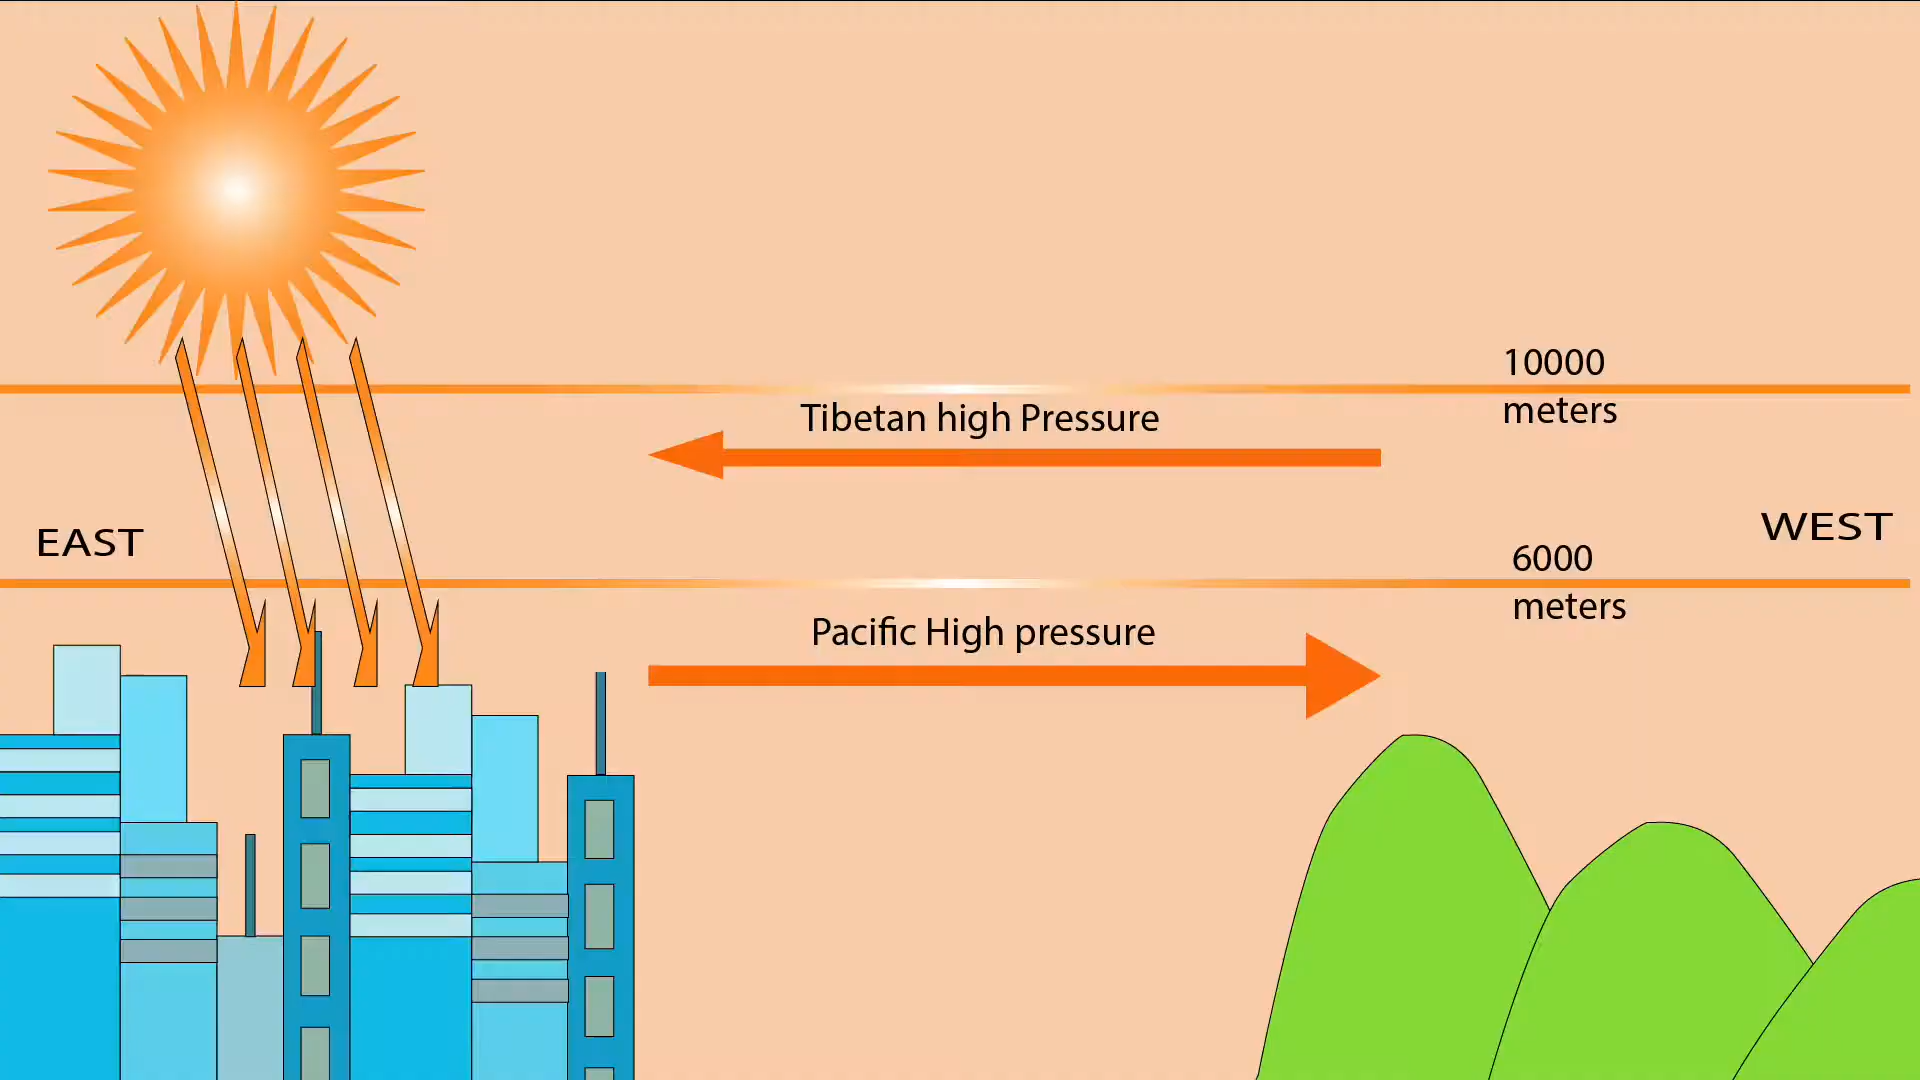 10000
meters
Tibetan high Pressure
EAST
WEST
6000
meters
Pacific High pressure